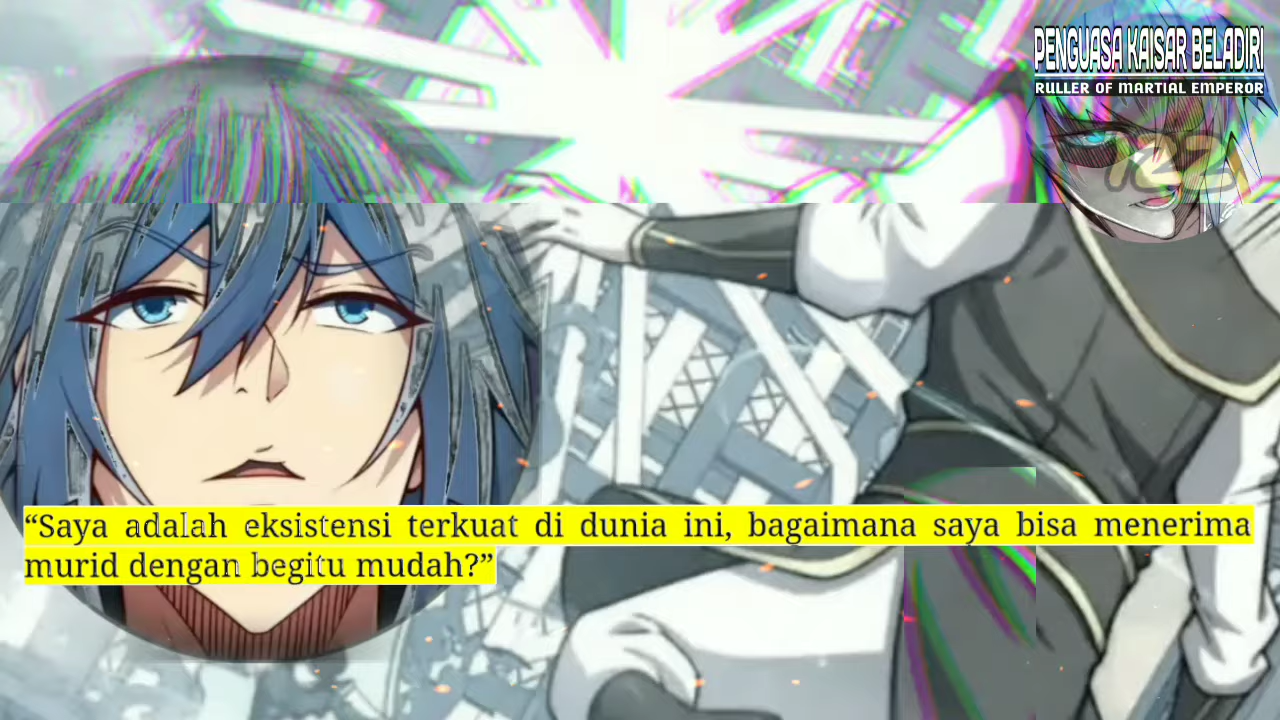 PENGUASA KAISAR BELADIRI
RULLER OF MARTIAL EMPEROR
“Saya adalah eksistensi terkuat di dunia ini, bagaimana saya bisa menerima
murid dengan begitu mudah?”